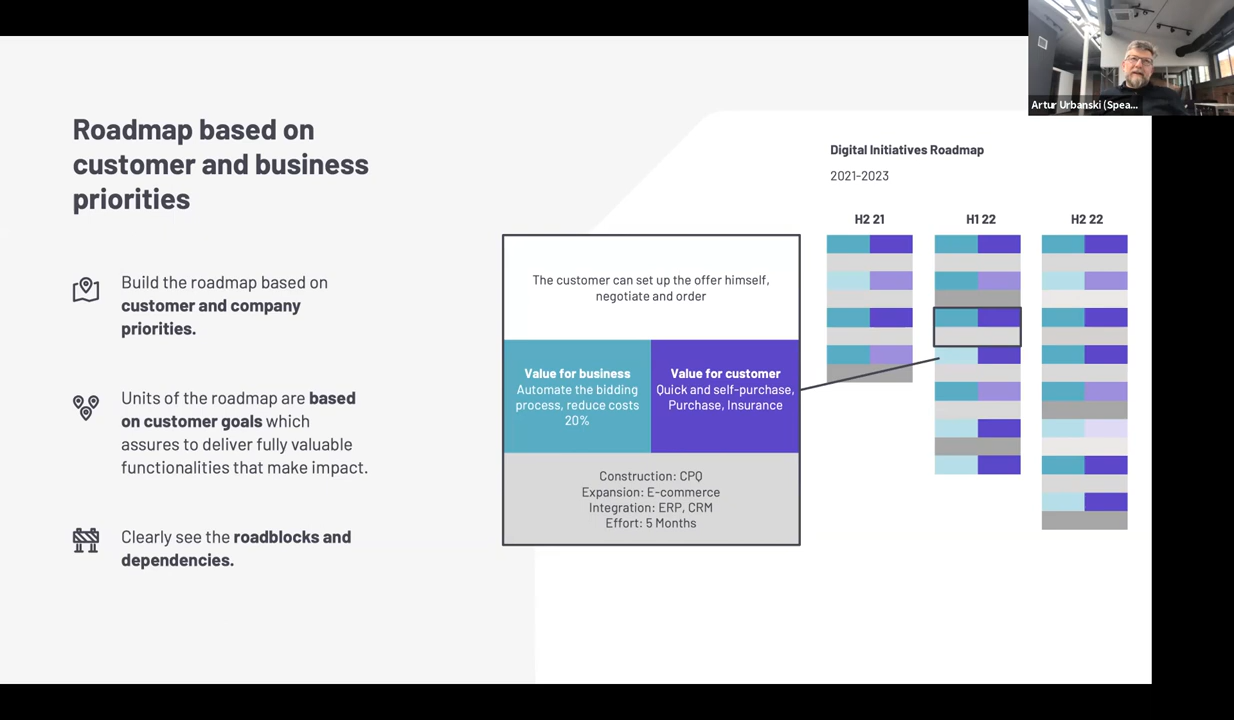 Artur Urbanski (Spea...
Roadmap based on
customer and business
priorities
Build the roadmap based on
customer and company
priorities.
Units of the roadmap are based
on customer goals which
assures to deliver fully valuable
functionalities that make impact.
Clearly see the roadblocks and
dependencies.
The customer can set up the offer himself,
negotiate and order
Value for business
Automate the bidding
process, reduce costs
20%
Value for customer
Quick and self-purchase,
Purchase, Insurance
Construction: CPQ
Expansion: E-commerce
Integration: ERP, CRM
Effort: 5 Months
Digital Initiatives Roadmap
2021-2023
H2 21
H1 22
H2 22